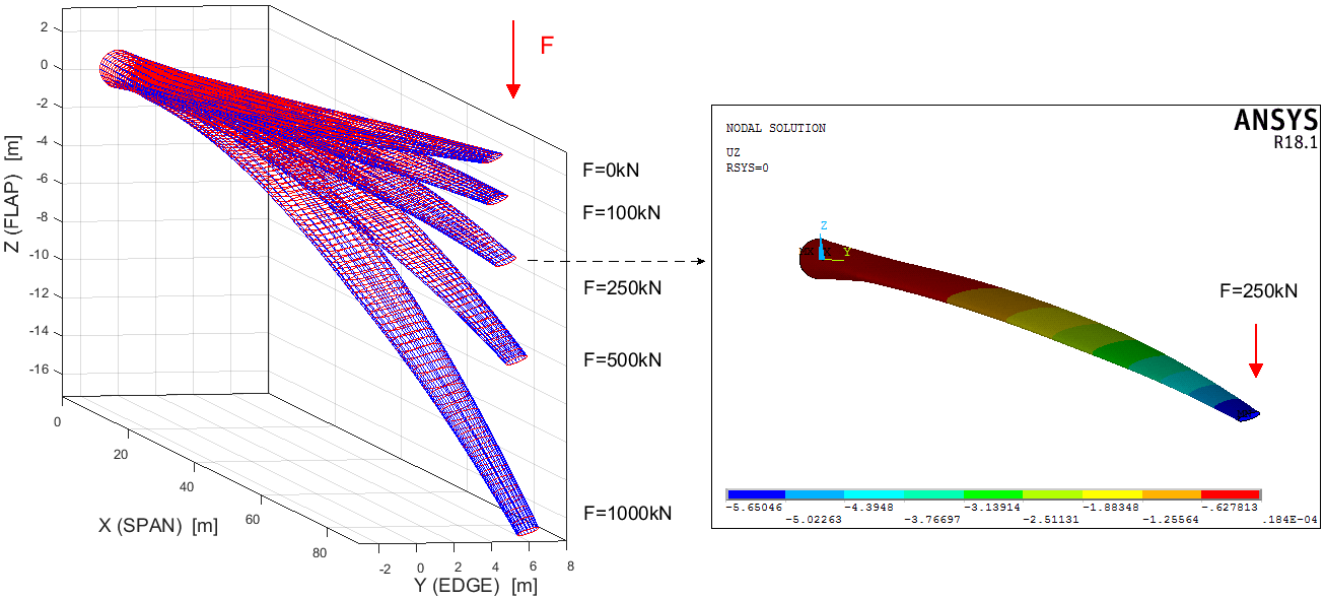 2
0
-2
-4
-6
-8
-10
-12
-14
-16
Z (FLAP) [m]
0
20
40
60
80
X (SPAN) [m]
-2
0
2
4
6
8
Y (EDGE) [m]
F
F=0kN
F=100kN
F=250kN
F=500kN
F=1000kN
NODAL SOLUTION
UZ
RSYS=0
ANSYS
R18.1
Z
Y
F=250kN
-5.65046
-5.02263
-4.3948
-3.76697
-3.13914
-2.51131
-1.88348
-1.25564
-.627813
.184E-04